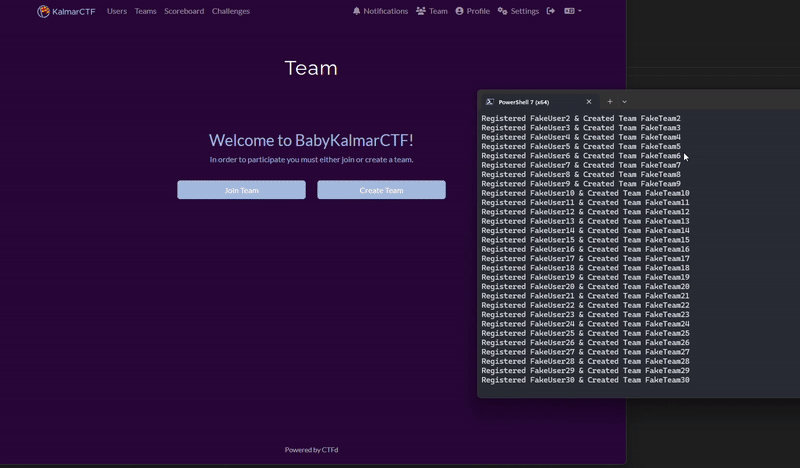 KalmarCTF Users Teams Scoreboard Challenges Notifications Team Profile Settings
Team
Welcome to BabyKalmarCTF!
In order to participate you must either join or create a team.
Join Team Create Team
Powered by CTFd
PowerShell 7 (x64)
Registered FakeUser2 & Created Team FakeTeam2
Registered FakeUser3 & Created Team FakeTeam3
Registered FakeUser4 & Created Team FakeTeam4
Registered FakeUser5 & Created Team FakeTeam5
Registered FakeUser6 & Created Team FakeTeam6
Registered FakeUser7 & Created Team FakeTeam7
Registered FakeUser8 & Created Team FakeTeam8
Registered FakeUser9 & Created Team FakeTeam9
Registered FakeUser10 & Created Team FakeTeam10
Registered FakeUser11 & Created Team FakeTeam11
Registered FakeUser12 & Created Team FakeTeam12
Registered FakeUser13 & Created Team FakeTeam13
Registered FakeUser14 & Created Team FakeTeam14
Registered FakeUser15 & Created Team FakeTeam15
Registered FakeUser16 & Created Team FakeTeam16
Registered FakeUser17 & Created Team FakeTeam17
Registered FakeUser18 & Created Team FakeTeam18
Registered FakeUser19 & Created Team FakeTeam19
Registered FakeUser20 & Created Team FakeTeam20
Registered FakeUser21 & Created Team FakeTeam21
Registered FakeUser22 & Created Team FakeTeam22
Registered FakeUser23 & Created Team FakeTeam23
Registered FakeUser24 & Created Team FakeTeam24
Registered FakeUser25 & Created Team FakeTeam25
Registered FakeUser26 & Created Team FakeTeam26
Registered FakeUser27 & Created Team FakeTeam27
Registered FakeUser28 & Created Team FakeTeam28
Registered FakeUser29 & Created Team FakeTeam29
Registered FakeUser30 & Created Team FakeTeam30